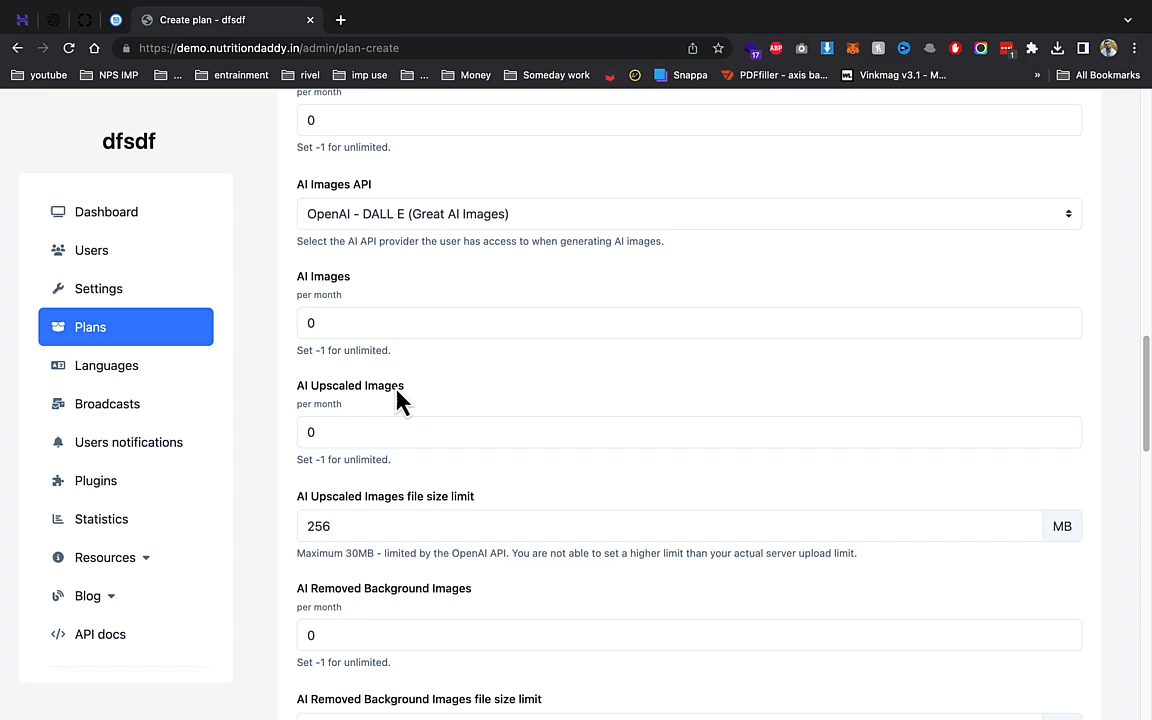 Create plan - dfsdf
https://demo.nutritiondaddy.in/admin/plan-create
17
ABP
1
youtube
NPS IMP
...
entrainment
rivel
imp use
...
Money
Someday work
Snappa
PDFfiller - axis ba...
Vinkmag v3.1 - M...
»
All Bookmarks
dfsdf
Dashboard
Users
Settings
Plans
Languages
Broadcasts
Users notifications
Plugins
Statistics
Resources
Blog
API docs
per month
0
Set -1 for unlimited.
AI Images API
OpenAI - DALL E (Great AI Images)
Select the AI API provider the user has access to when generating AI images.
AI Images
per month
0
Set -1 for unlimited.
AI Upscaled Images
per month
0
Set -1 for unlimited.
AI Upscaled Images file size limit
256 MB
Maximum 30MB - limited by the OpenAI API. You are not able to set a higher limit than your actual server upload limit.
AI Removed Background Images
per month
0
Set -1 for unlimited.
AI Removed Background Images file size limit